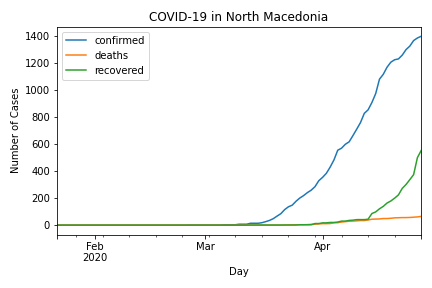 COVID-19 in North Macedonia
confirmed
deaths
recovered
Number of Cases
1400
1200
1000
800
600
400
200
0
Feb
2020
Mar
Apr
Day